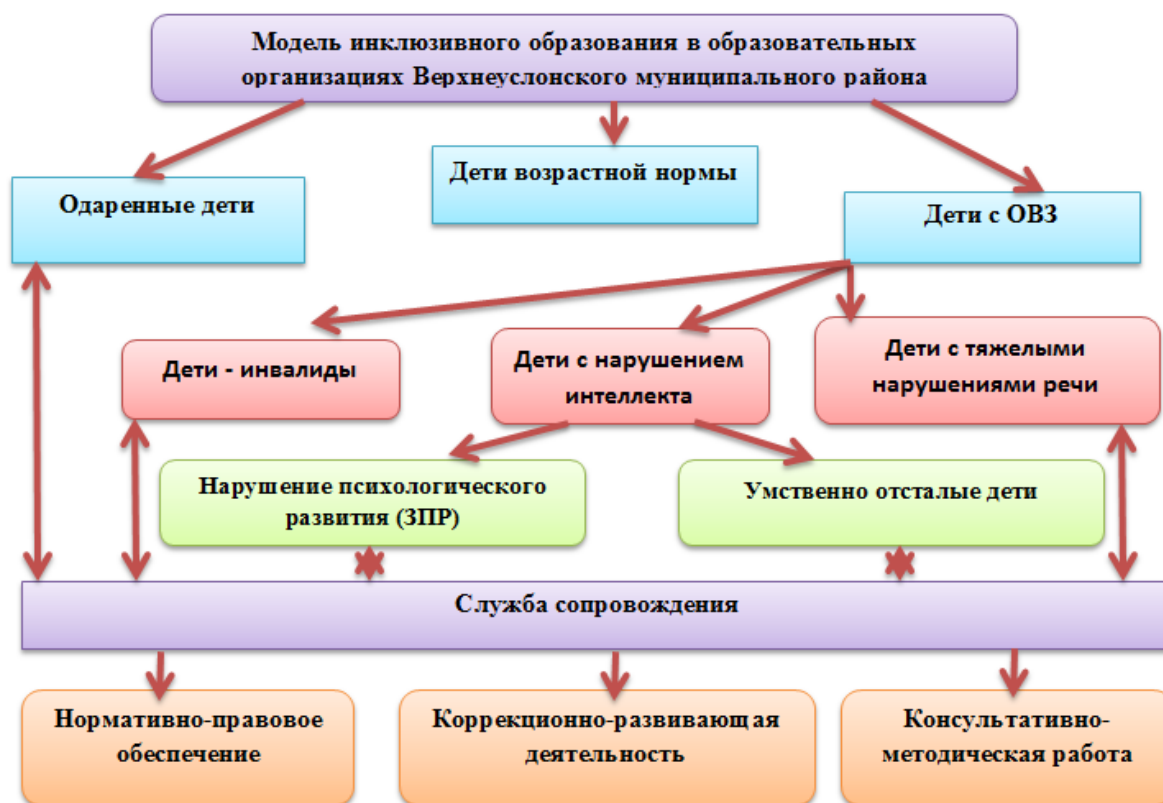 Модель инклюзивного образования в образовательных
организациях Верхнеуслонского муниципального района
Одаренные дети
Дети возрастной нормы
Дети с ОВЗ
Дети - инвалиды
Дети с нарушением
интеллекта
Дети с тяжелыми
нарушениями речи
Нарушение психологического
развития (ЗПР)
Умственно отсталые дети
Служба сопровождения
Нормативно-правовое
обеспечение
Коррекционно-развивающая
деятельность
Консультативно-
методическая работа